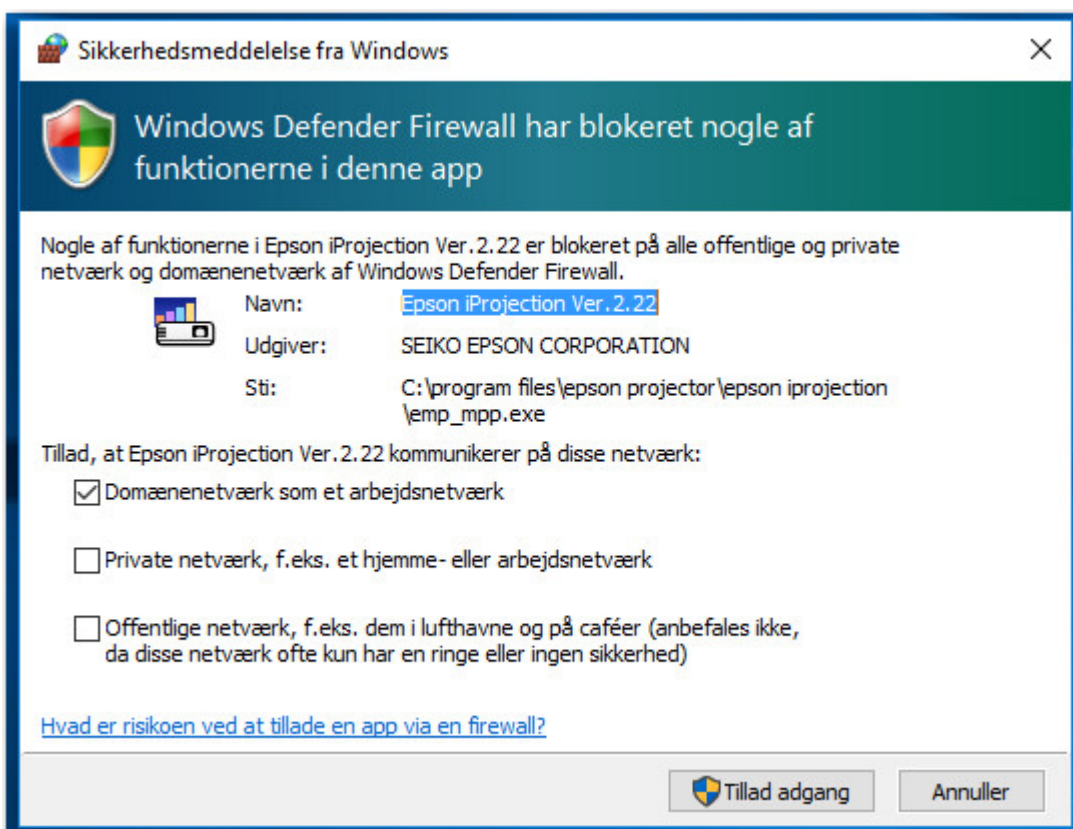 Sikkerhedsmeddelelse fra Windows
Windows Defender Firewall har blokeret nogle af
funktionerne i denne app
Nogle af funktionerne i Epson iProjection Ver.2.22 er blokeret på alle offentlige og private
netværk og domænenetværk af Windows Defender Firewall.
Navn: Epson iProjection Ver.2.22
Udgiver: SEIKO EPSON CORPORATION
Sti: C:\program files\epson projector\epson iprojection
\emp_mpp.exe
Tillad, at Epson iProjection Ver.2.22 kommunikerer på disse netværk:
Domænenetværk som et arbejdsnetværk
Private netværk, f.eks. et hjemme- eller arbejdsnetværk
Offentlige netværk, f.eks. dem i lufthavne og på caféer (anbefales ikke,
da disse netværk ofte kun har en ringe eller ingen sikkerhed)
Hvad er risikoen ved at tillade en app via en firewall?
Tillad adgang Annuller